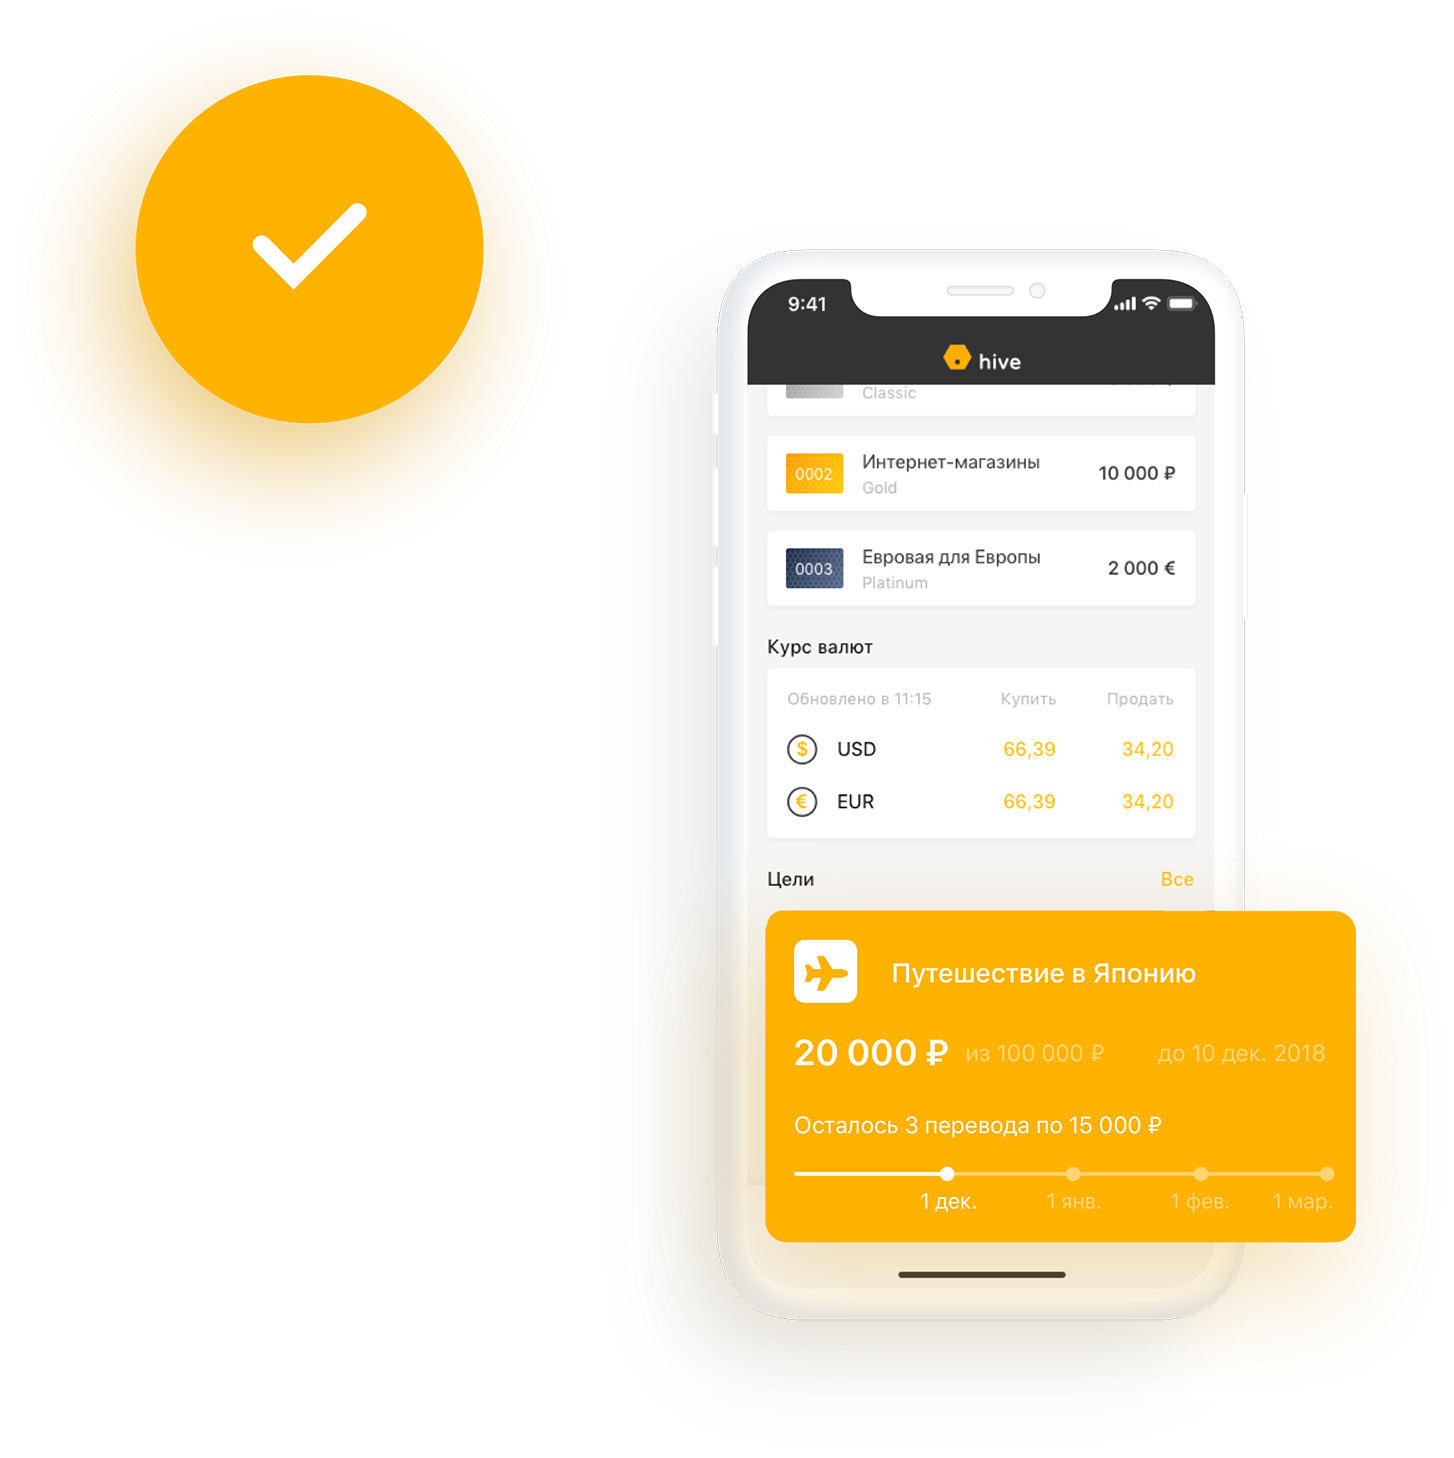 9:41
hive
Classic
0002 Интернет-магазины 10 000 ₽
Gold
0003 Евровая для Европы 2 000 €
Platinum
Курс валют
Обновлено в 11:15 Купить Продать
$ USD 66,39 34,20
€ EUR 66,39 34,20
Цели Все
Путешествие в Японию
20 000 ₽ из 100 000 ₽ до 10 дек. 2018
Осталось 3 перевода по 15 000 ₽
1 дек. 1 янв. 1 фев. 1 мар.